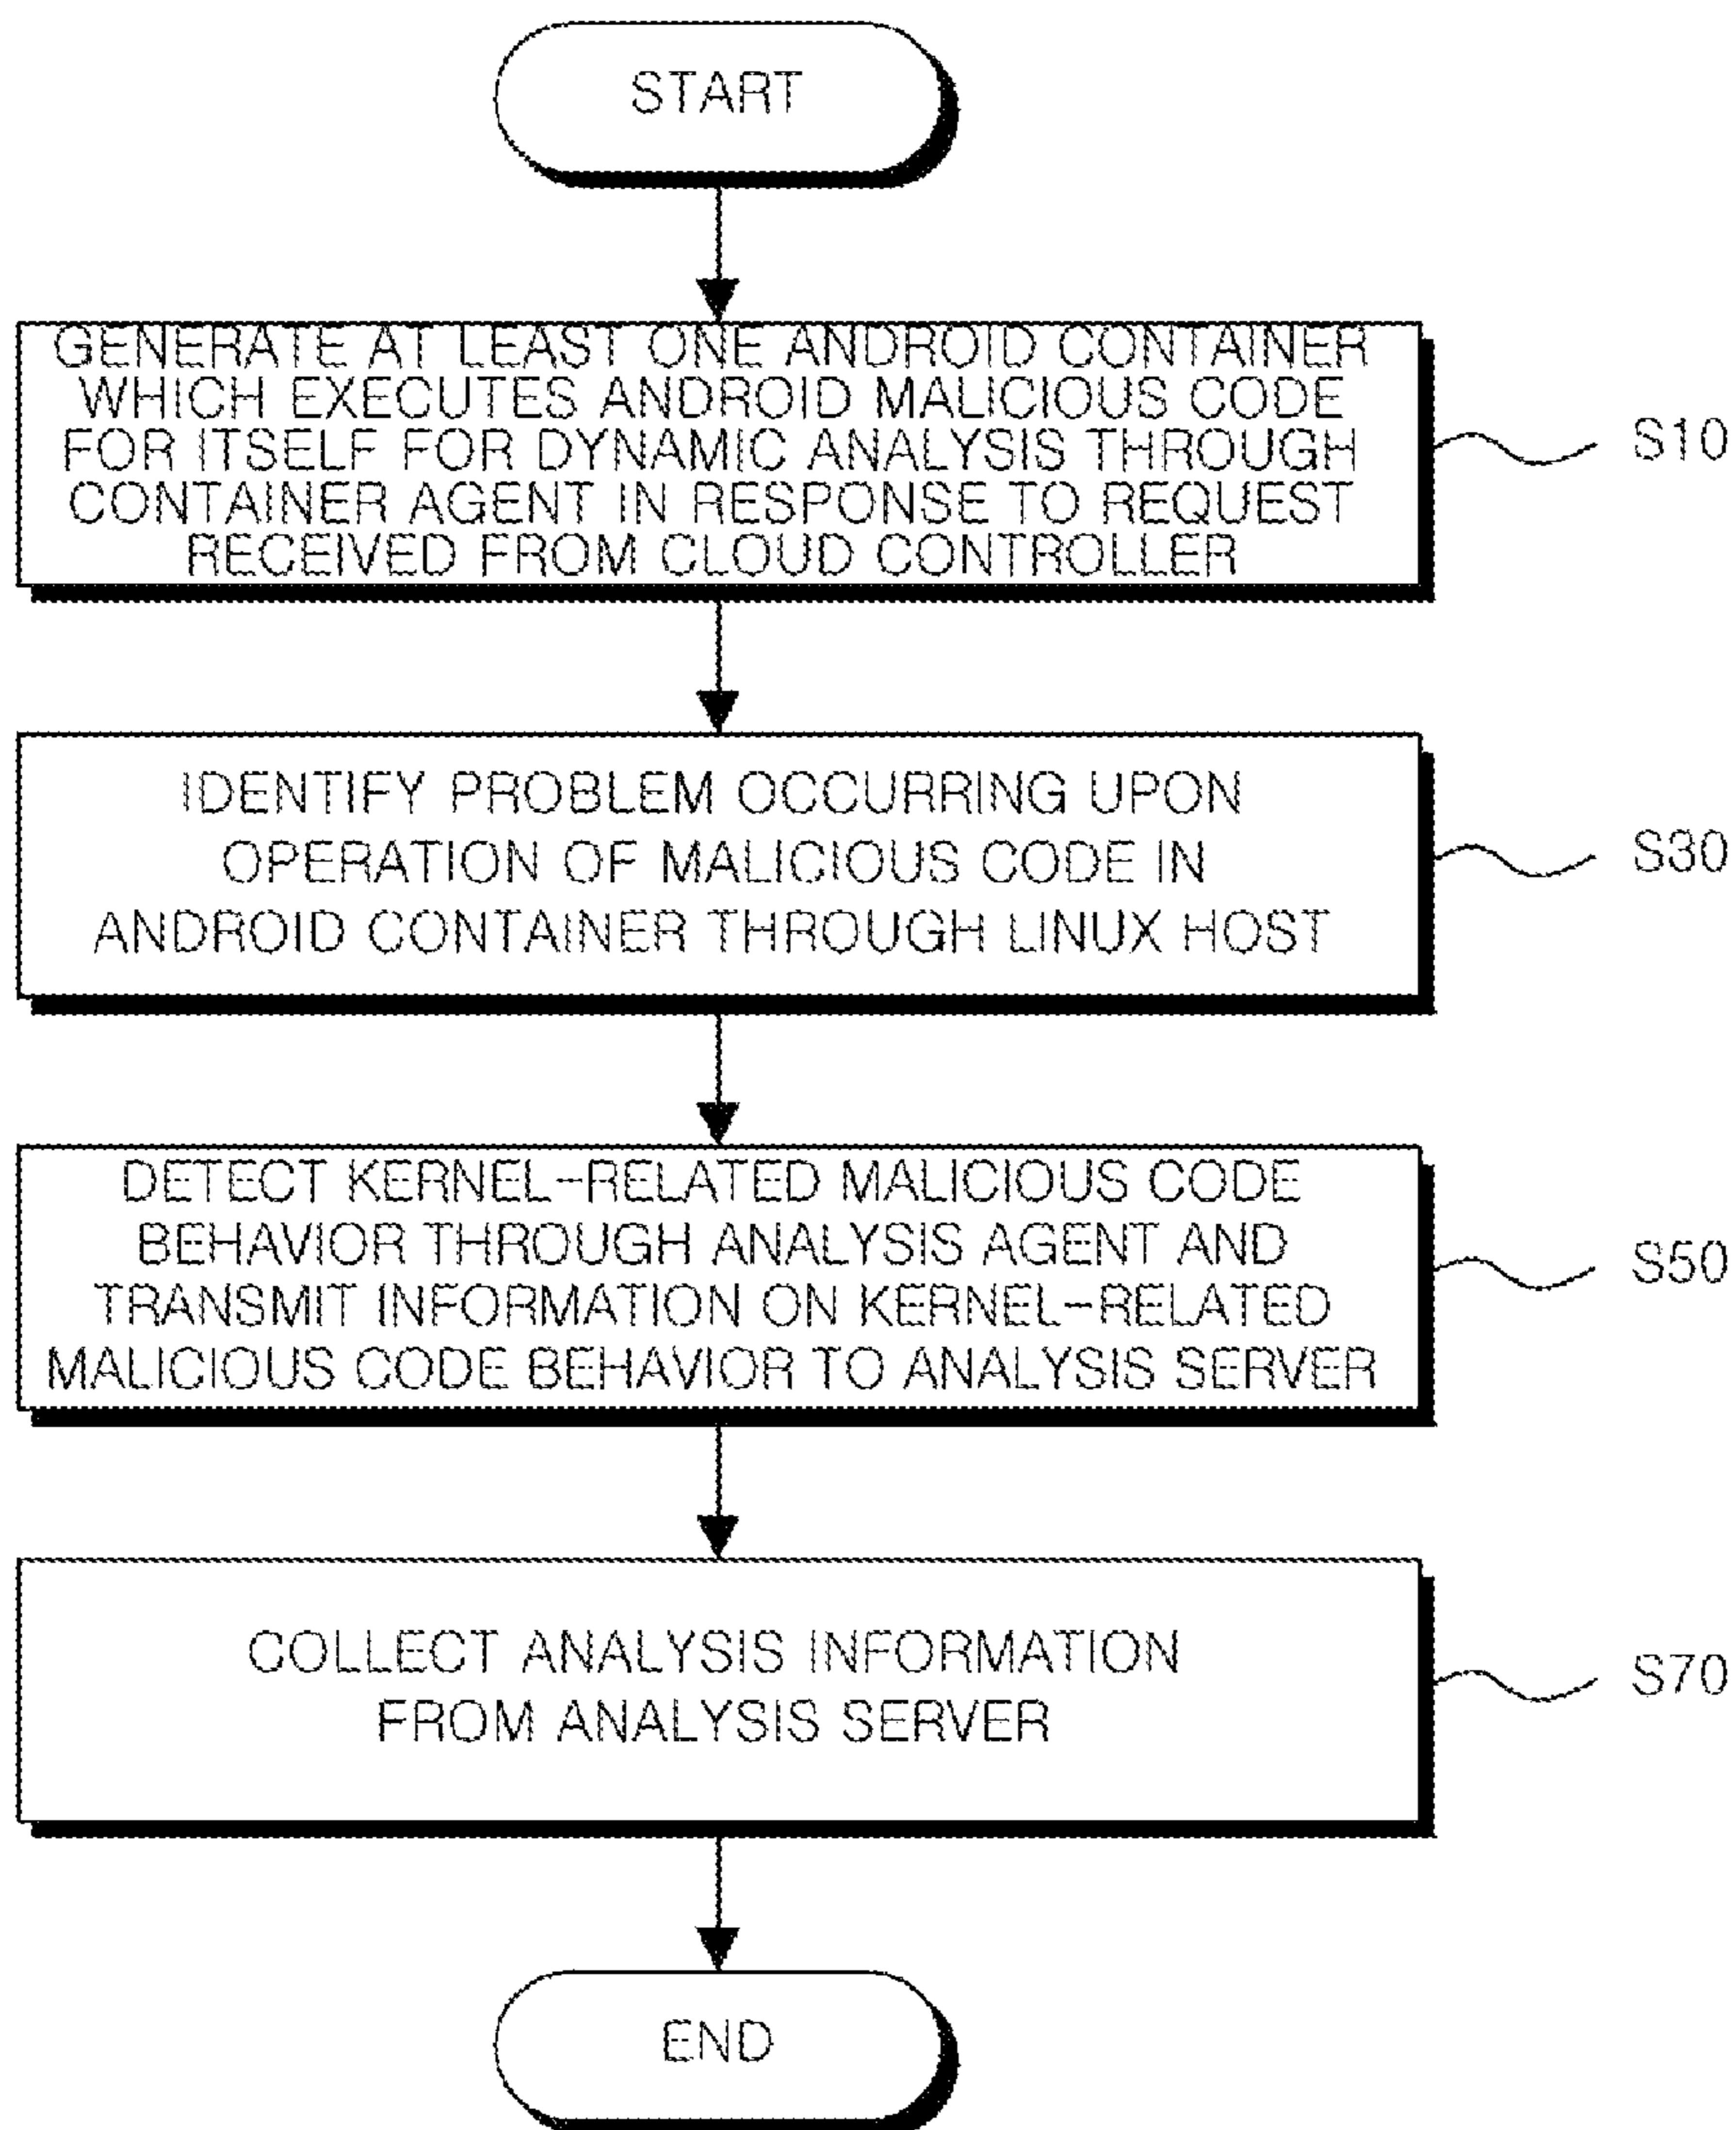 START
GENERATE AT LEAST ONE ANDROID CONTAINER
WHICH EXECUTES ANDROID MALICIOUS CODE
FOR ITSELF FOR DYNAMIC ANALYSIS THROUGH
CONTAINER AGENT IN RESPONSE TO REQUEST
RECEIVED FROM CLOUD CONTROLLER
S10
IDENTIFY PROBLEM OCCURRING UPON
OPERATION OF MALICIOUS CODE IN
ANDROID CONTAINER THROUGH LINUX HOST
S30
DETECT KERNEL-RELATED MALICIOUS CODE
BEHAVIOR THROUGH ANALYSIS AGENT AND
TRANSMIT INFORMATION ON KERNEL-RELATED
MALICIOUS CODE BEHAVIOR TO ANALYSIS SERVER
S50
COLLECT ANALYSIS INFORMATION
FROM ANALYSIS SERVER
S70
END